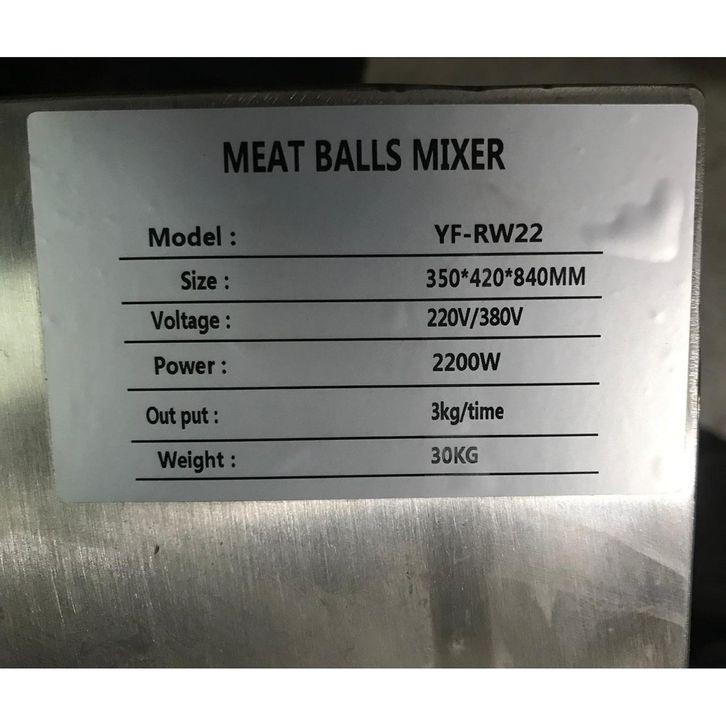 MEAT BALLS MIXER
Model : YF-RW22
Size : 350*420*840MM
Voltage : 220V/380V
Power : 2200W
Out put : 3kg/time
Weight : 30KG